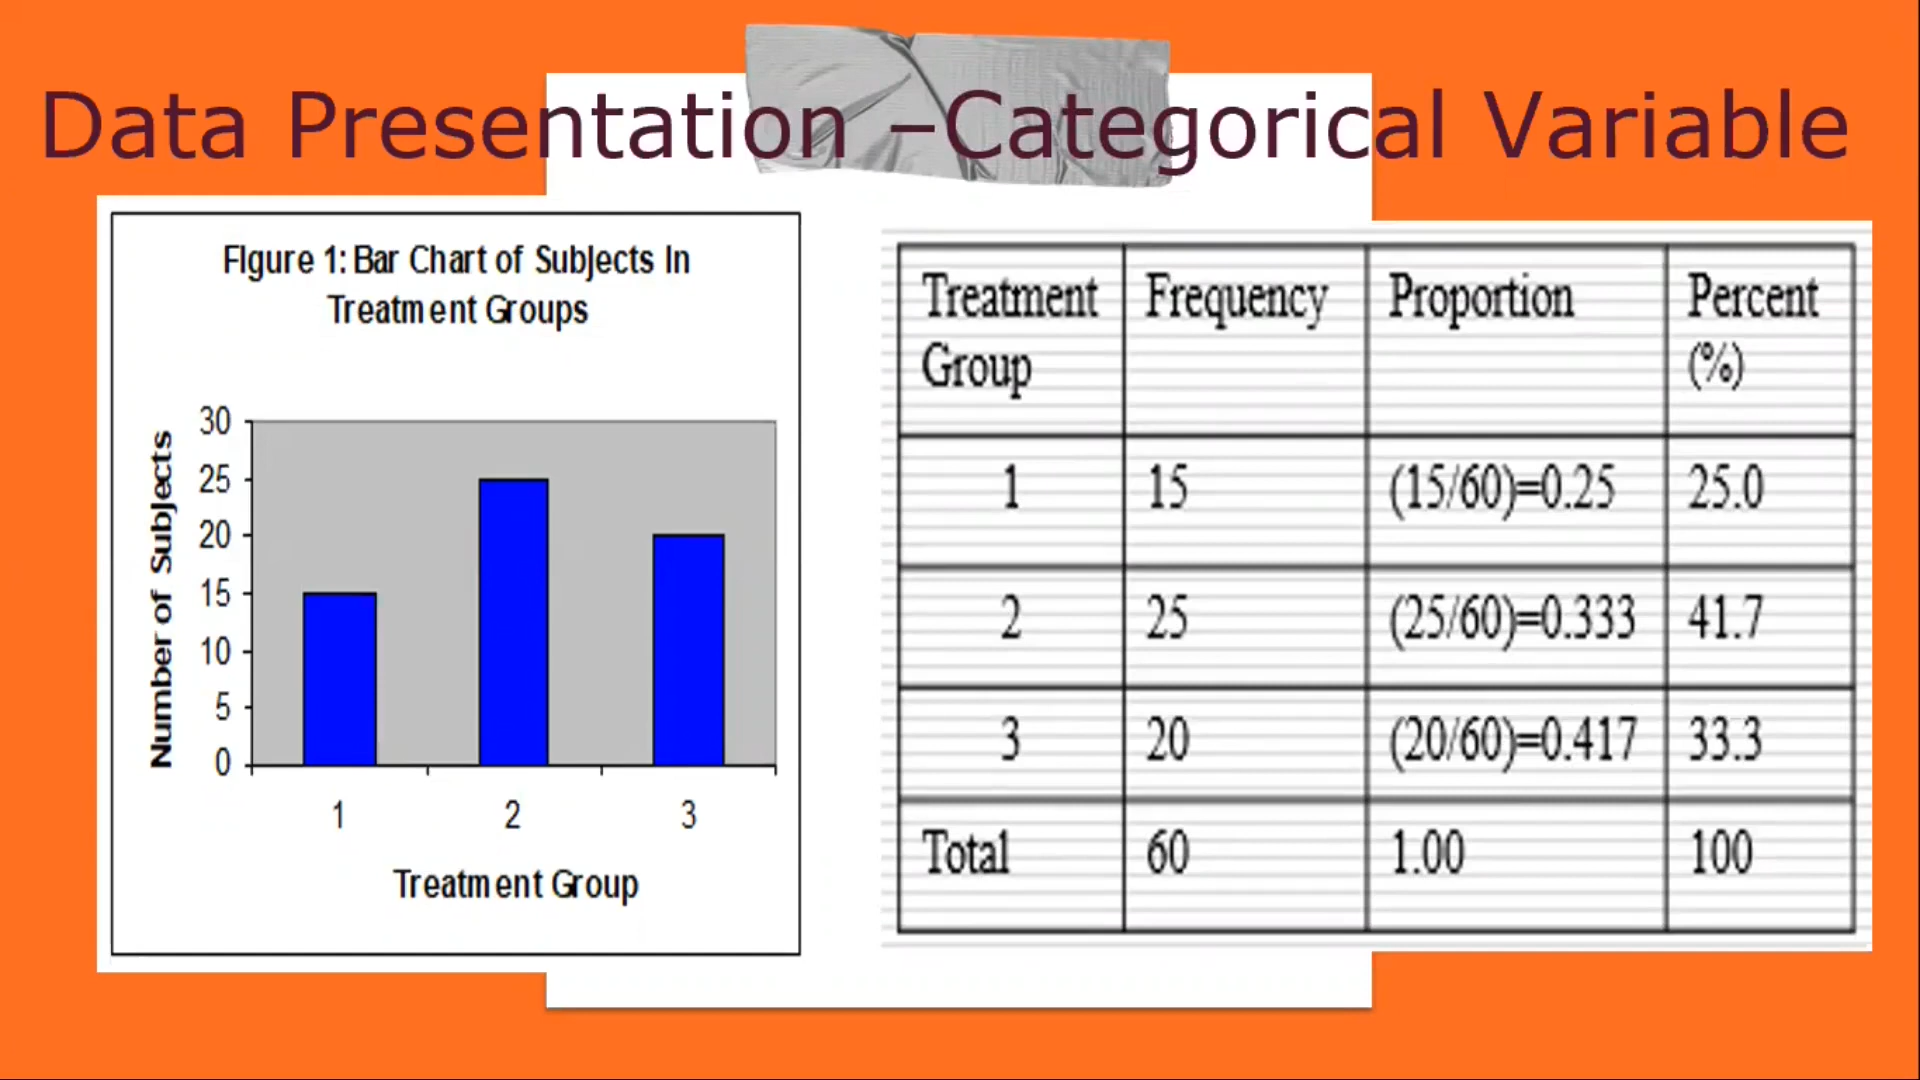 Data Presentation –Categorical Variable
Figure 1: Bar Chart of Subjects In
Treatment Groups
30
25
20
15
10
5
0
Number of Subjects
1 2 3
Treatment Group
Treatment Frequency Proportion Percent
Group (%)
1 15 (15/60)=0.25 25.0
2 25 (25/60)=0.333 41.7
3 20 (20/60)=0.417 33.3
Total 60 1.00 100